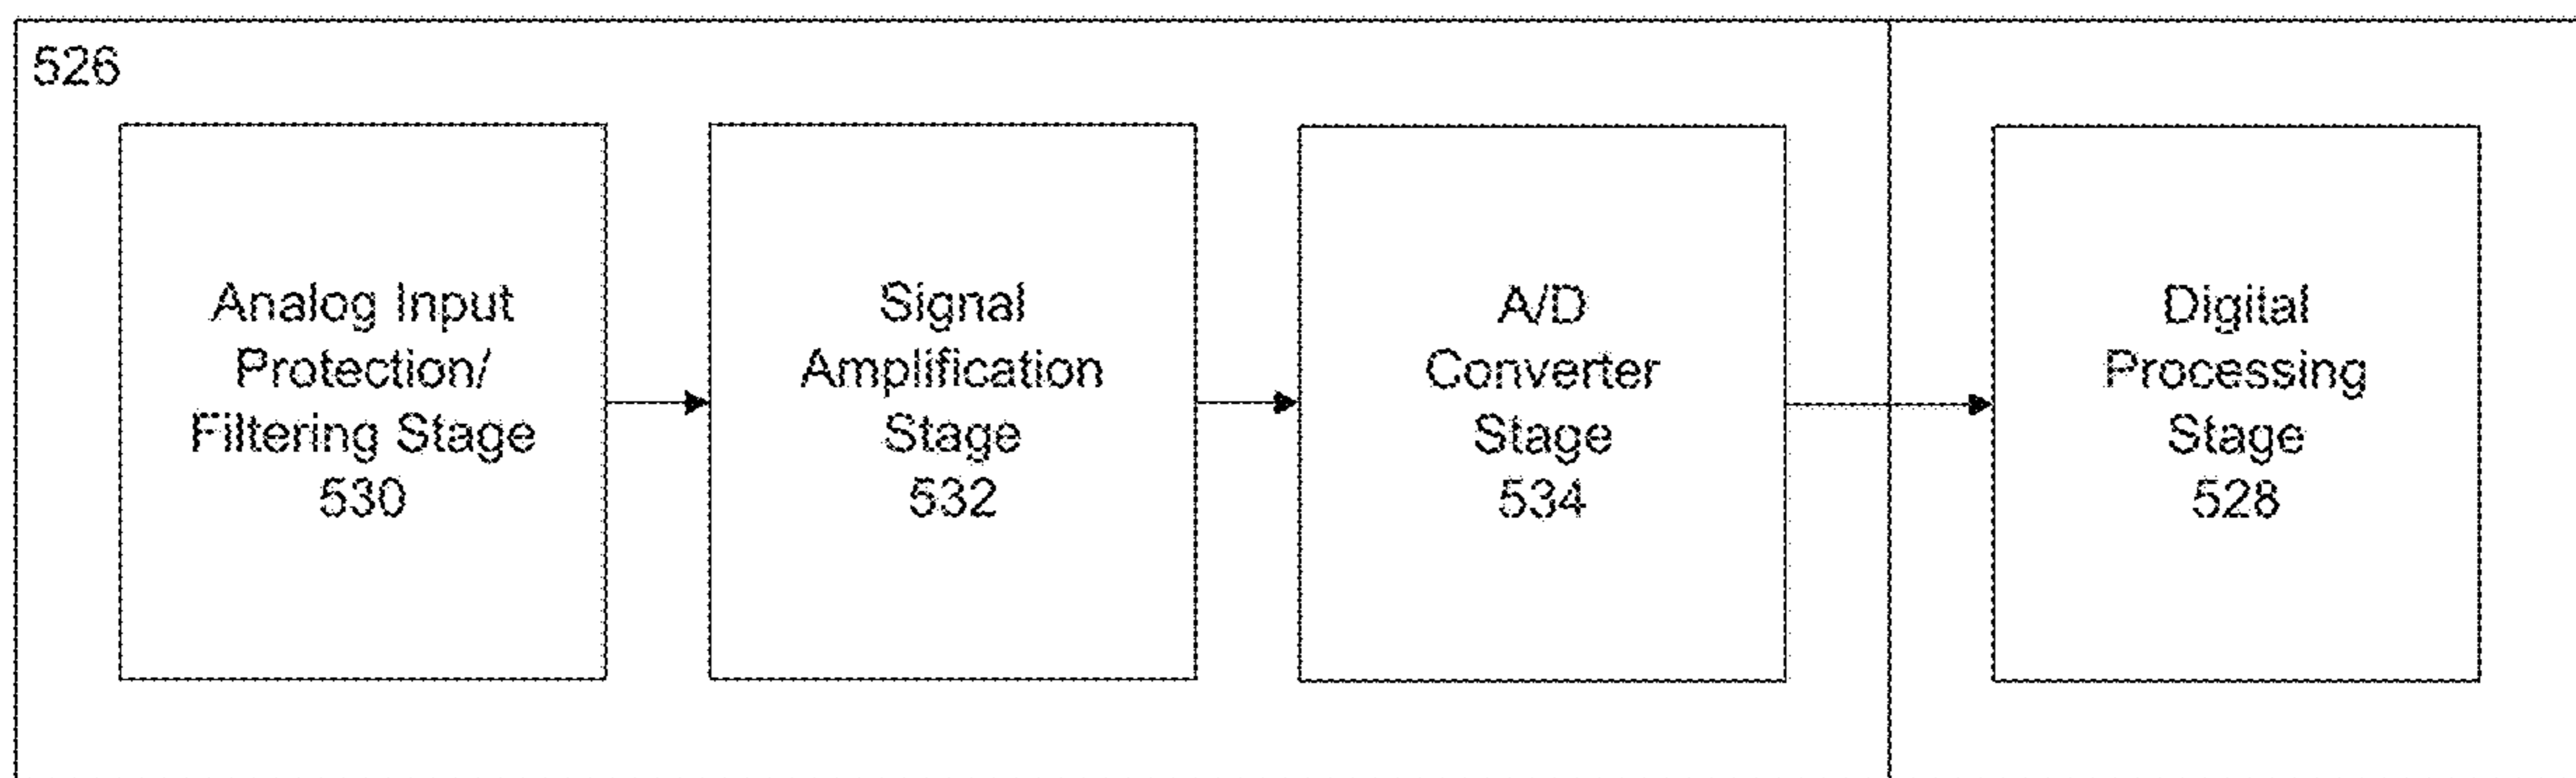 526
Analog Input
Protection/
Filtering Stage
530
Signal
Amplification
Stage
532
A/D
Converter
Stage
534
Digital
Processing
Stage
528